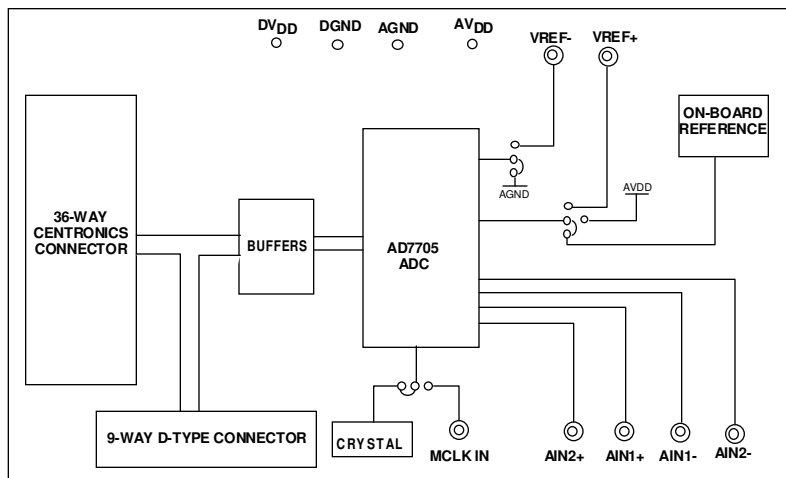 DVDD DGND AGND AVDD
VREF- VREF+
ON-BOARD
REFERENCE
AGND
AVDD
36-WAY
CENTRONICS
CONNECTOR
BUFFERS
AD7705
ADC
9-WAY D-TYPE CONNECTOR
CRYSTAL
MCLK IN
AIN2+ AIN1+ AIN1- AIN2-